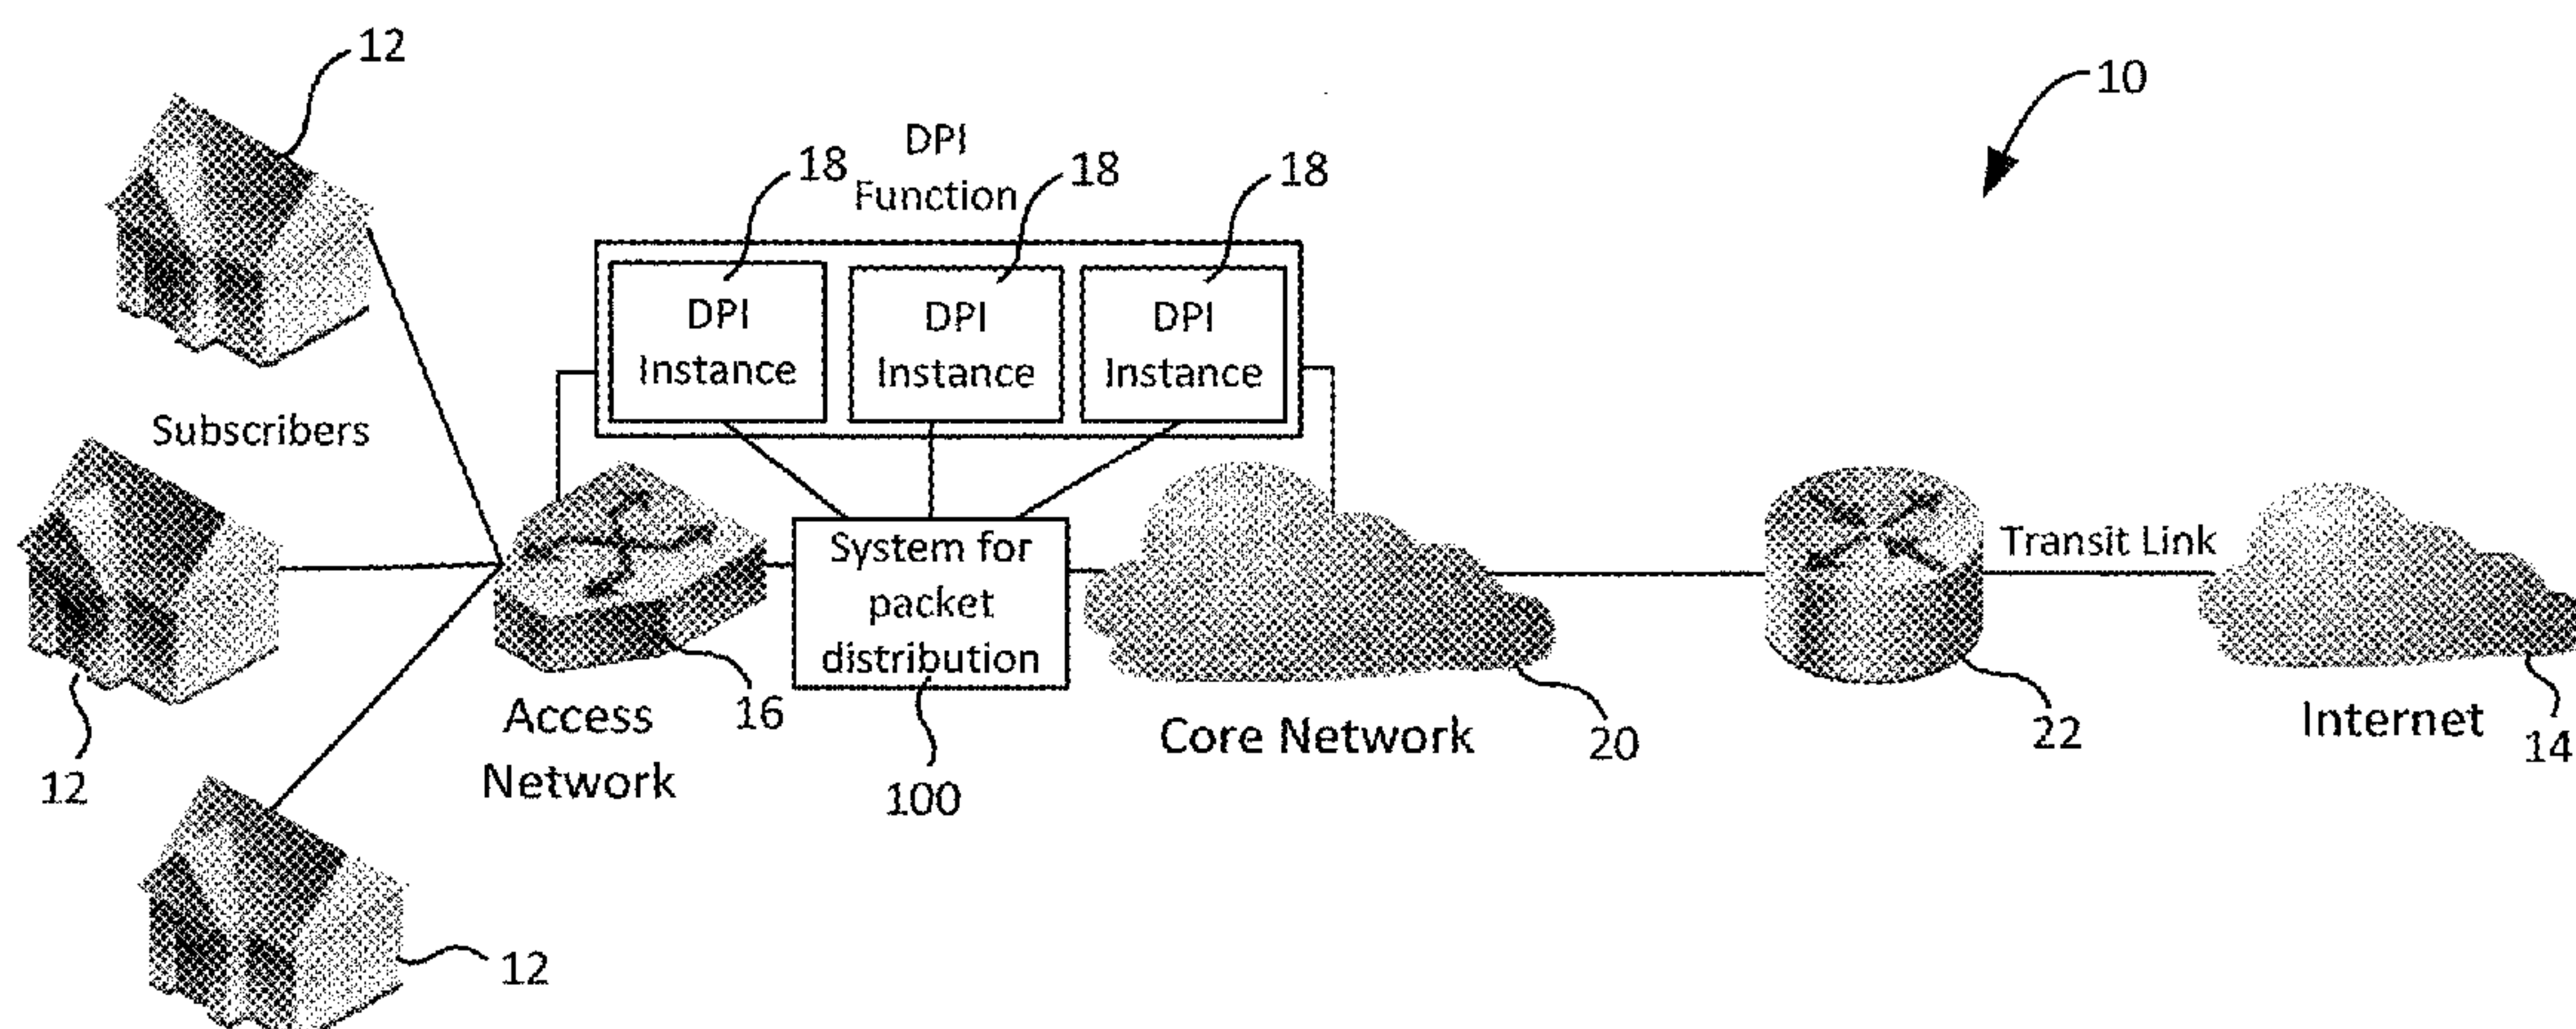 12
10
DPI
Function
18
18
18
DPI
Instance
DPI
Instance
DPI
Instance
Subscribers
System for
packet
distribution
Transit Link
Access
Network
16
Core Network
20
22
Internet
14
12
100
12